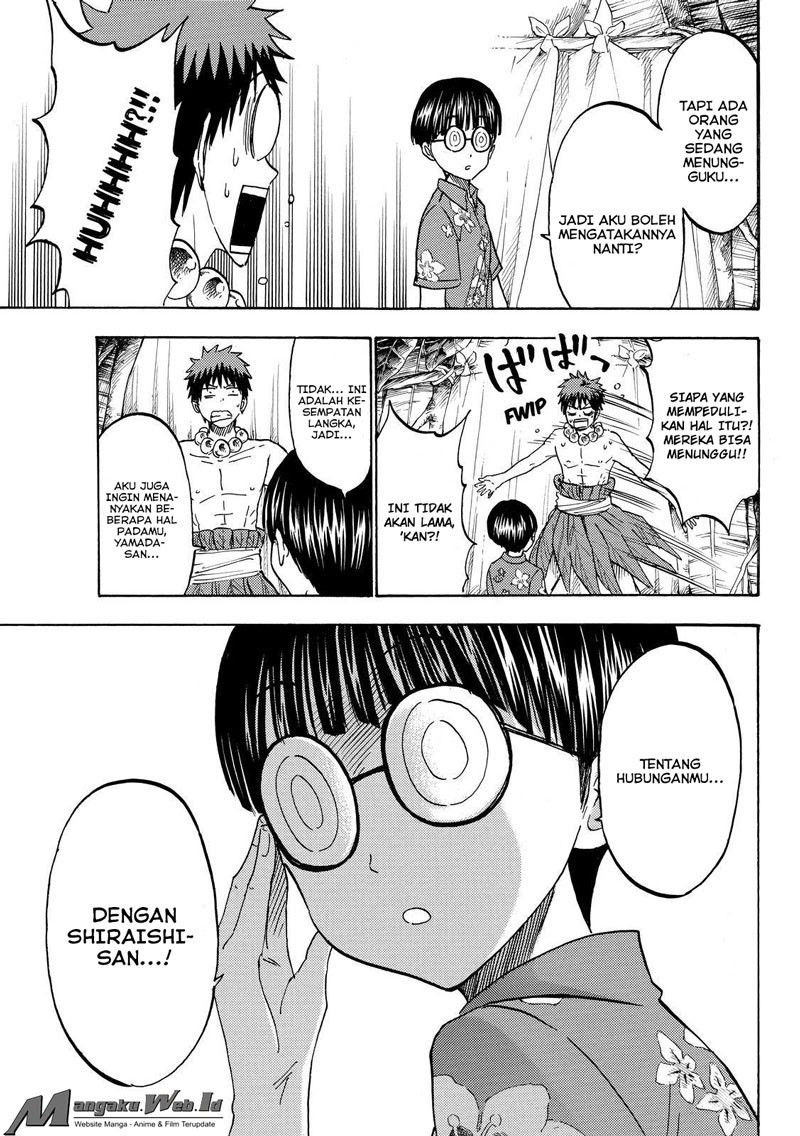 TAPI ADA
ORANG
YANG
SEDANG
MENUNG-
GUKU...
JADI AKU BOLEH
MENGATAKANNYA
NANTI?
HUHHHH?!!
SIAPA YANG
MEMPEDULI-
KAN HAL ITU?!
MEREKA BISA
MENUNGGU!!
ばばっ
FWIP
INI TIDAK
AKAN LAMA,
'KAN?!
TIDAK... INI
ADALAH KE-
SEMPATAN
LANGKA,
JADI...
AKU JUGA
INGIN MENA-
NYAKAN BE-
BERAPA HAL
PADAMU,
YAMADA-
SAN...
TENTANG
HUBUNGANMU...
DENGAN
SHIRAISHI-
SAN...!
Mangaku.Web.Id
Website Manga - Anime & Film Terupdate